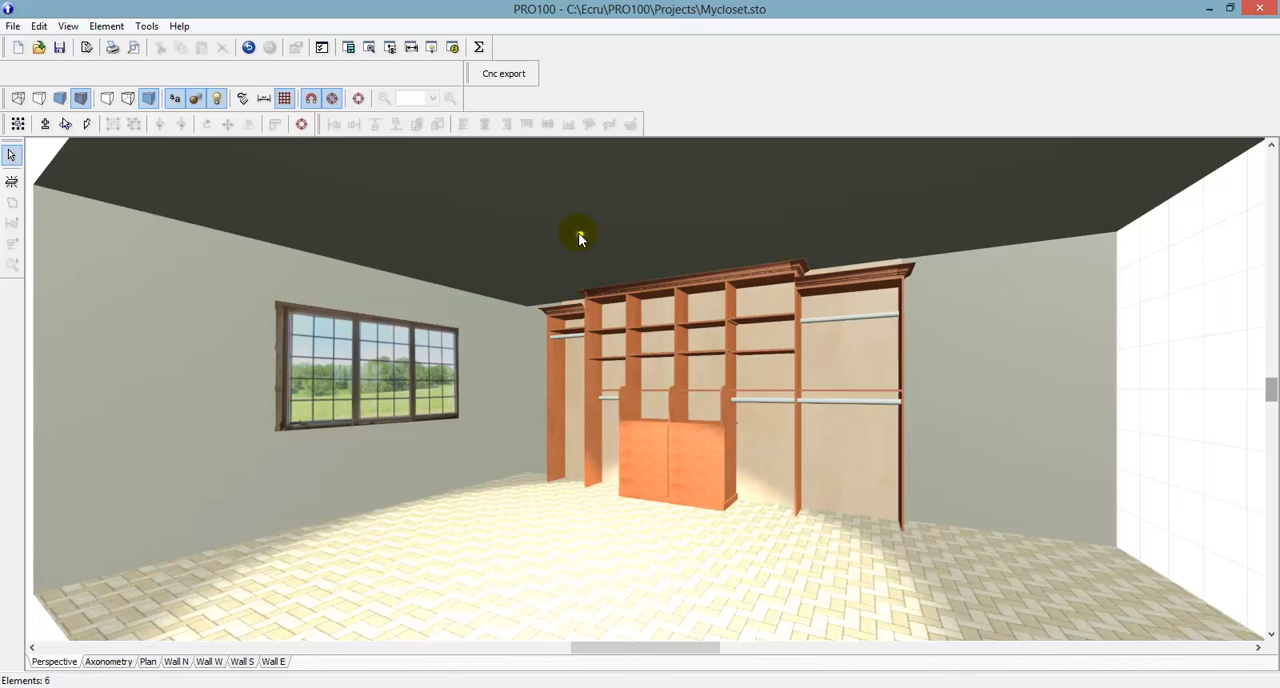 PRO100 - C:\Ecru\PRO100\Projects\Mycloset.sto
File Edit View Element Tools Help
Cnc export
aa
Perspective Axonometry Plan Wall N Wall W Wall S Wall E
Elements: 6